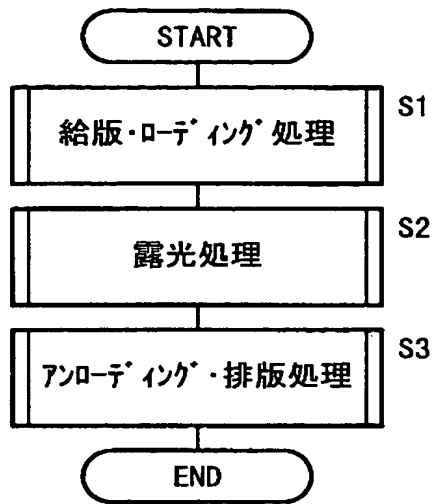 START
給版・ﾛｰﾃﾞｨﾝｸﾞ処理
S1
露光処理
S2
ｱﾝﾛｰﾃﾞｨﾝｸﾞ・排版処理
S3
END